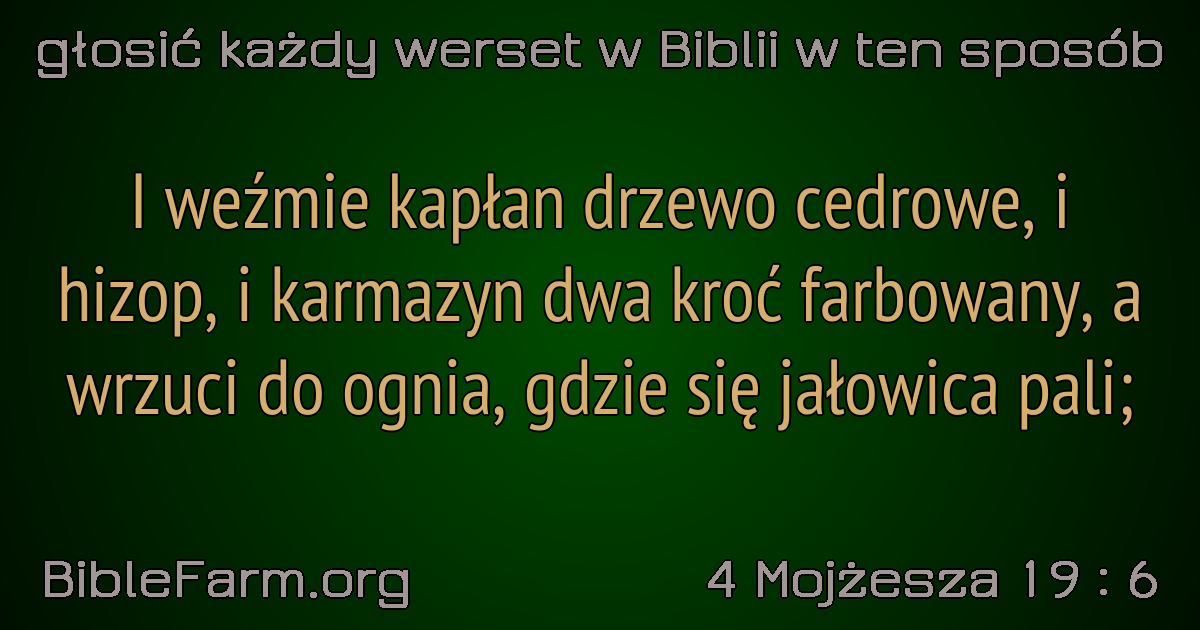 głosić każdy werset w Biblii w ten sposób
I weźmie kapłan drzewo cedrowe, i
hizop, i karmazyn dwa kroć farbowany, a
wrzuci do ognia, gdzie się jałowica pali;
BibleFarm.org
4 Mojżesza 19 : 6